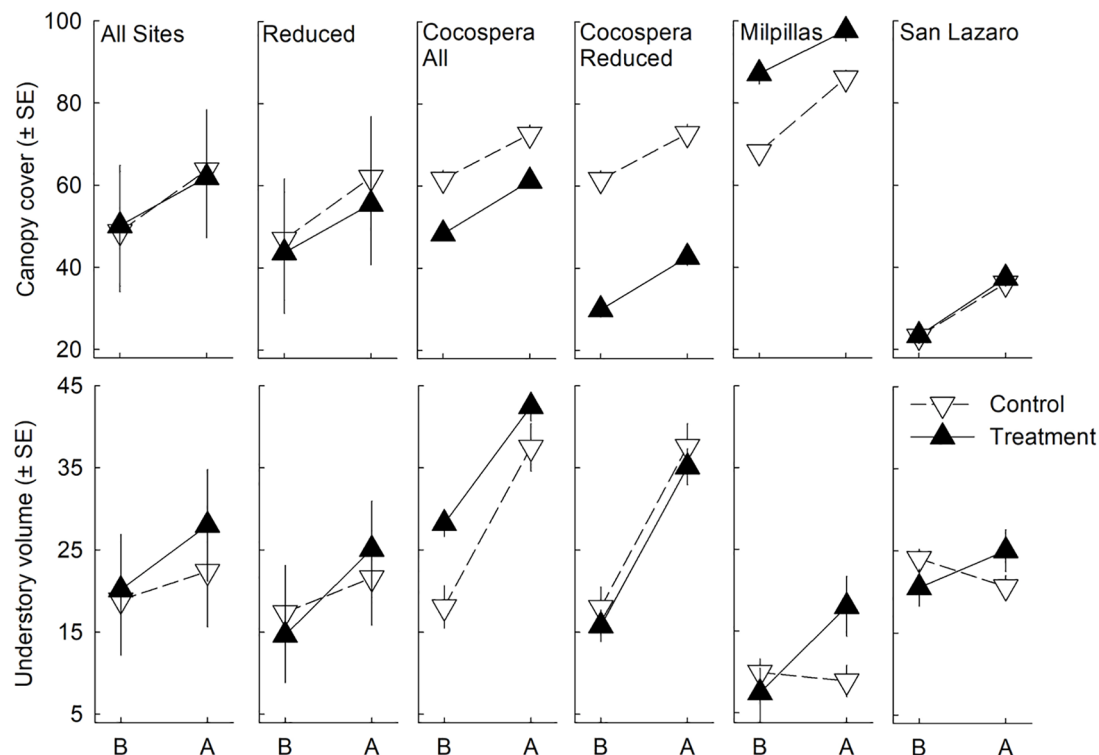 All Sites
Reduced
Cocospera
All
Cocospera
Reduced
Milpillas
San Lazaro
Canopy cover (± SE)
100
80
60
40
20
Understory volume (± SE)
45
35
25
15
5
Control
Treatment
B A B A B A B A B A B A